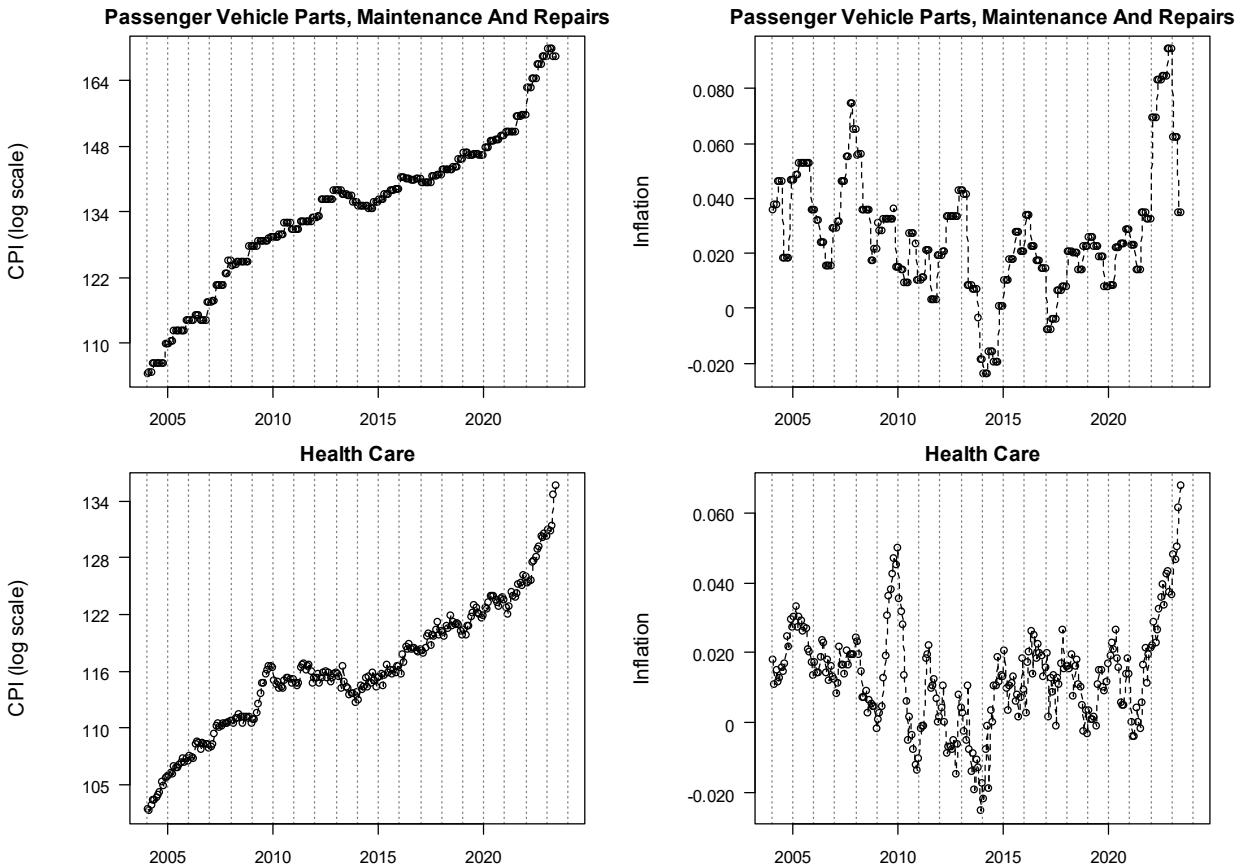 Passenger Vehicle Parts, Maintenance And Repairs
CPI (log scale)
164
148
134
122
110
2005 2010 2015 2020
Passenger Vehicle Parts, Maintenance And Repairs
Inflation
0.080
0.060
0.040
0.020
0
-0.020
2005 2010 2015 2020
Health Care
CPI (log scale)
134
128
122
116
110
105
2005 2010 2015 2020
Health Care
Inflation
0.060
0.040
0.020
0
-0.020
2005 2010 2015 2020